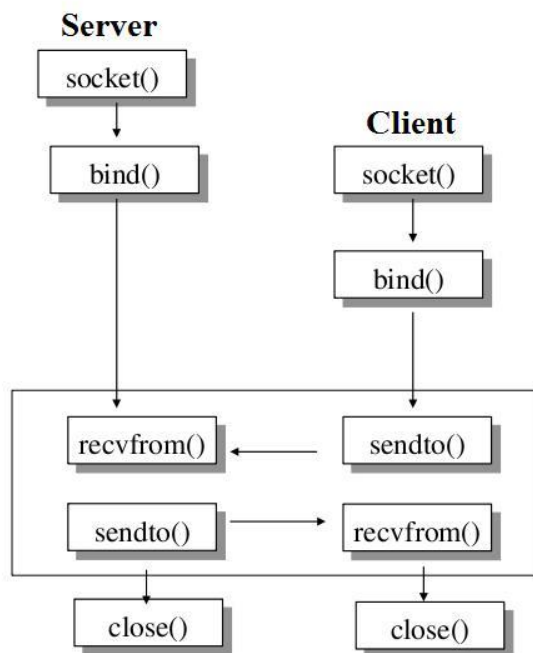 Server
socket()
bind()
Client
socket()
bind()
recvfrom()
sendto()
sendto()
recvfrom()
close()
close()